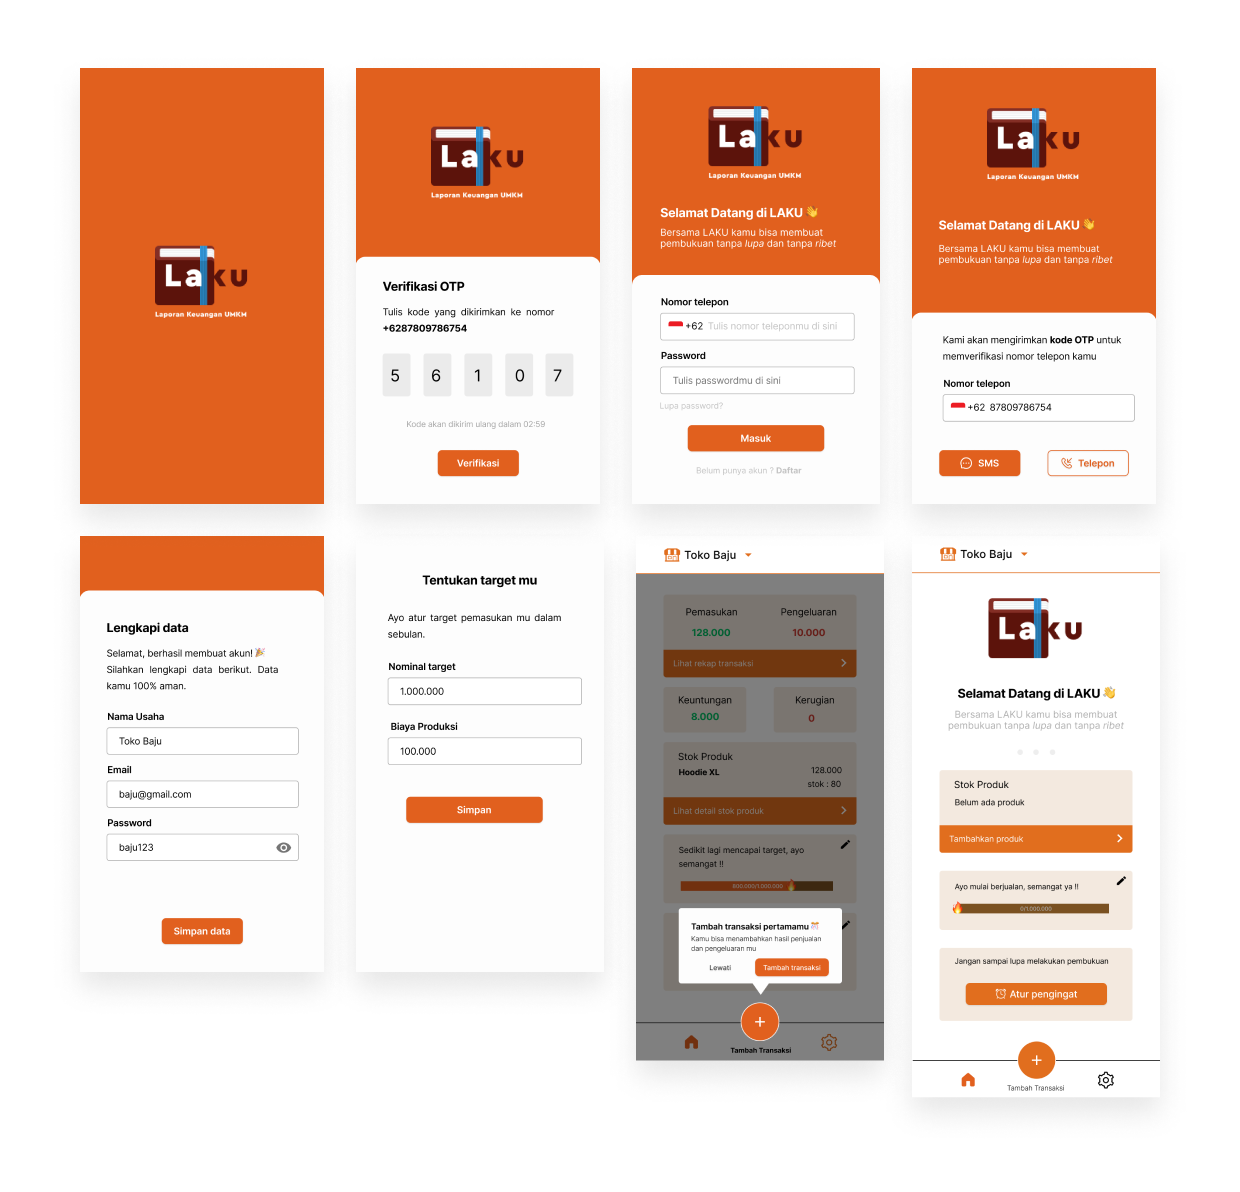 Laku
Laporan Keuangan UMKM
Laku
Laporan Keuangan UMKM
Verifikasi OTP
Tulis kode yang dikirimkan ke nomor
+6287809786754
5 6 1 0 7
Kode akan dikirim ulang dalam 02:59
Verifikasi
Laku
Laporan Keuangan UMKM
Selamat Datang di LAKU 👋
Bersama LAKU kamu bisa membuat
pembukuan tanpa lupa dan tanpa ribet
Nomor telepon
+62 Tulis nomor teleponmu di sini
Password
Tulis passwordmu di sini
Lupa password?
Masuk
Belum punya akun ? Daftar
Laku
Laporan Keuangan UMKM
Selamat Datang di LAKU 👋
Bersama LAKU kamu bisa membuat
pembukuan tanpa lupa dan tanpa ribet
Kami akan mengirimkan kode OTP untuk
memverifikasi nomor telepon kamu
Nomor telepon
+62 87809786754
SMS
Telepon
Lengkapi data
Selamat, berhasil membuat akun! 🎉
Silahkan lengkapi data berikut. Data
kamu 100% aman.
Nama Usaha
Toko Baju
Email
baju@gmail.com
Password
baju123
Simpan data
Tentukan target mu
Ayo atur target pemasukan mu dalam
sebulan.
Nominal target
1.000.000
Biaya Produksi
100.000
Simpan
Toko Baju
Pemasukan Pengeluaran
128.000 10.000
Lihat rekap transaksi
Keuntungan Kerugian
8.000 0
Stok Produk
Hoodie XL 128.000
stok : 80
Lihat detail stok produk
Sedikit lagi mencapai target, ayo
semangat !!
800.000/1.000.000
Tambah transaksi pertamamu 🎊
Kamu bisa menambahkan hasil penjualan
dan pengeluaran mu
Lewati
Tambah transaksi
Tambah Transaksi
Toko Baju
Laku
Selamat Datang di LAKU 👋
Bersama LAKU kamu bisa membuat
pembukuan tanpa lupa dan tanpa ribet
Stok Produk
Belum ada produk
Tambahkan produk
Ayo mulai berjualan, semangat ya !!
0/1.000.000
Jangan sampai lupa melakukan pembukuan
Atur pengingat
Tambah Transaksi